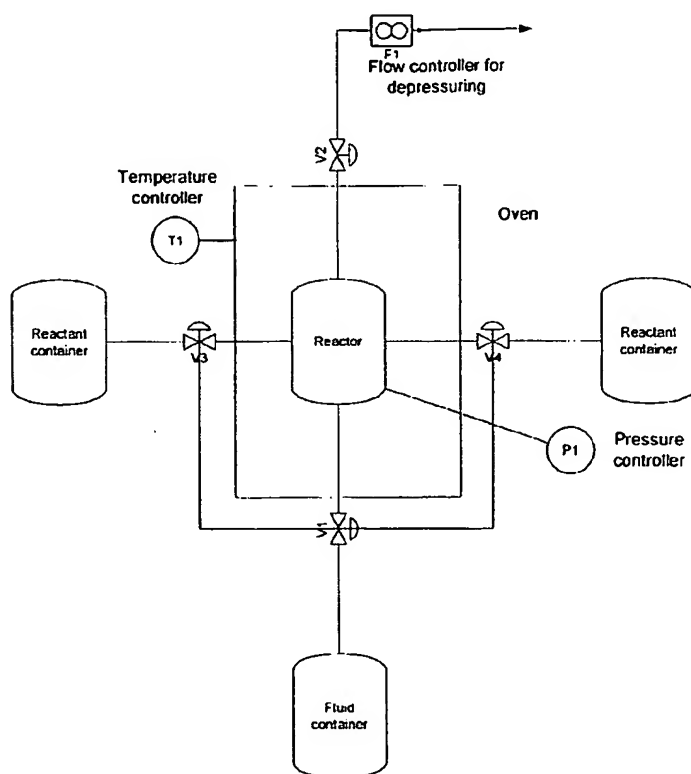 F1
Flow controller for
depressuring
V2
Temperature
controller
T1
Oven
Reactant
container
V3
Reactor
V4
Reactant
container
P1
Pressure
controller
V1
Fluid
container